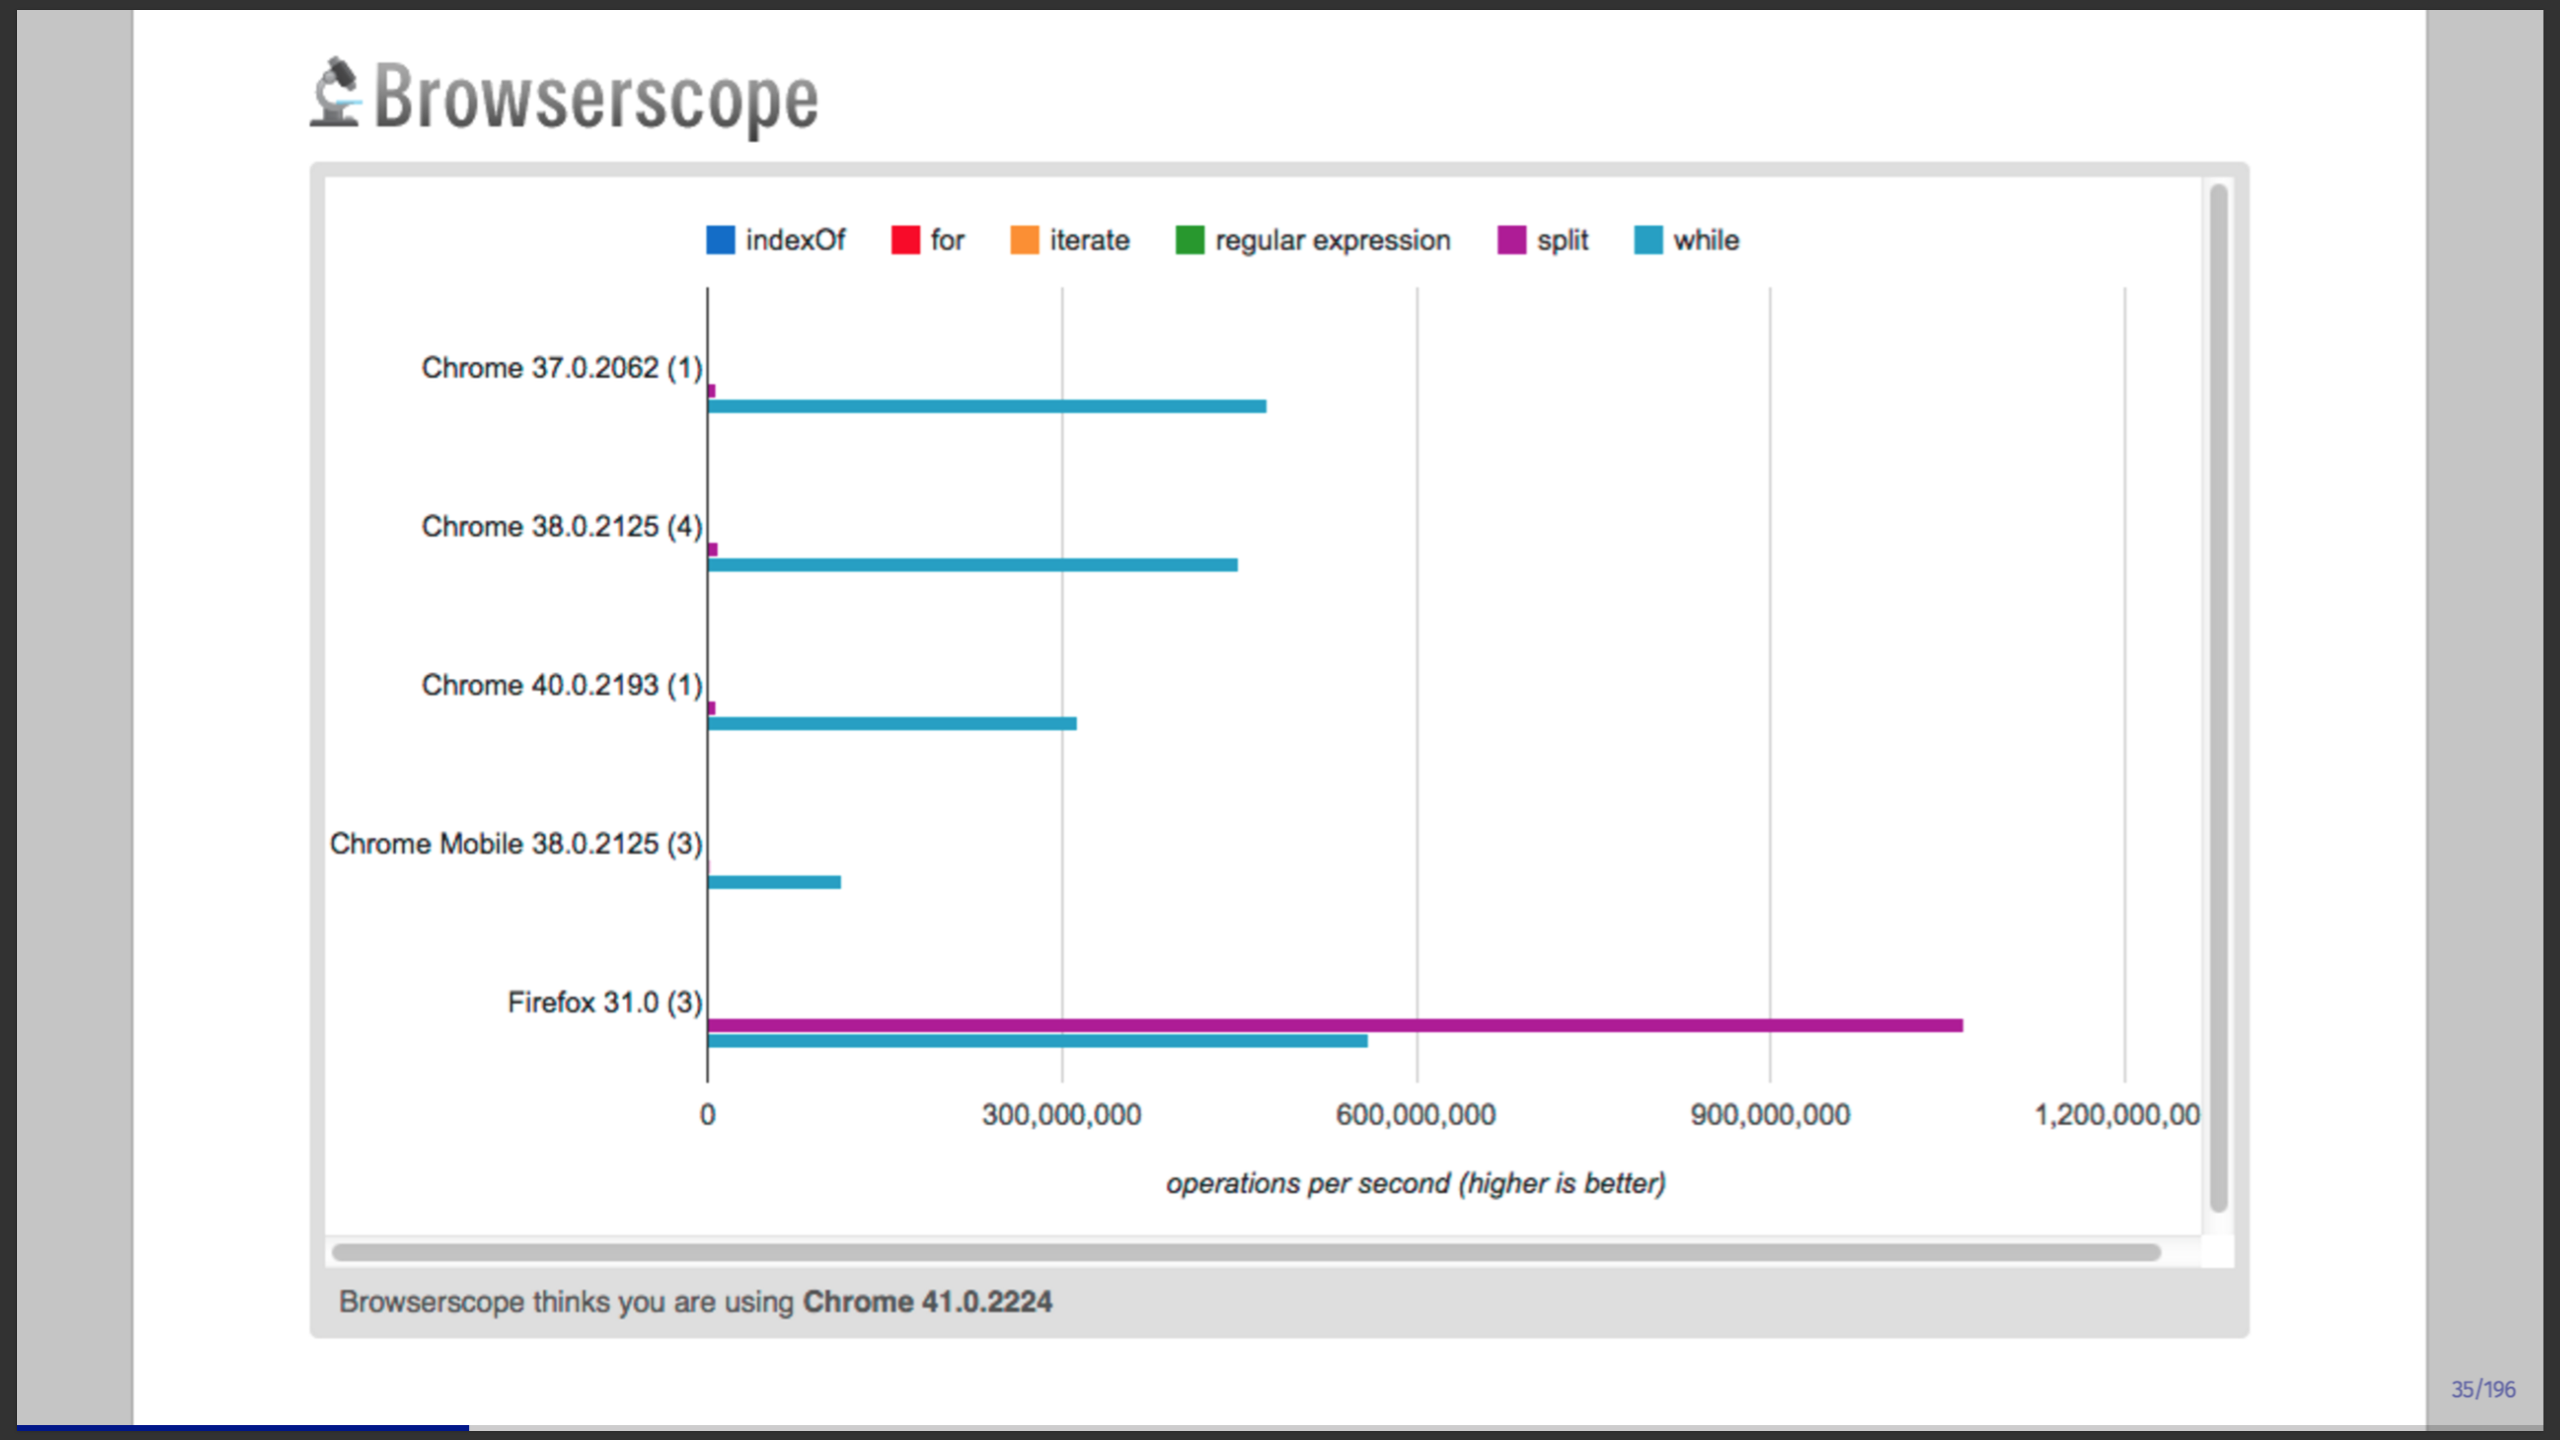 Browserscope
indexOf for iterate regular expression split while
Chrome 37.0.2062 (1)
Chrome 38.0.2125 (4)
Chrome 40.0.2193 (1)
Chrome Mobile 38.0.2125 (3)
Firefox 31.0 (3)
0 300,000,000 600,000,000 900,000,000 1,200,000,00
operations per second (higher is better)
Browserscope thinks you are using Chrome 41.0.2224
35/196